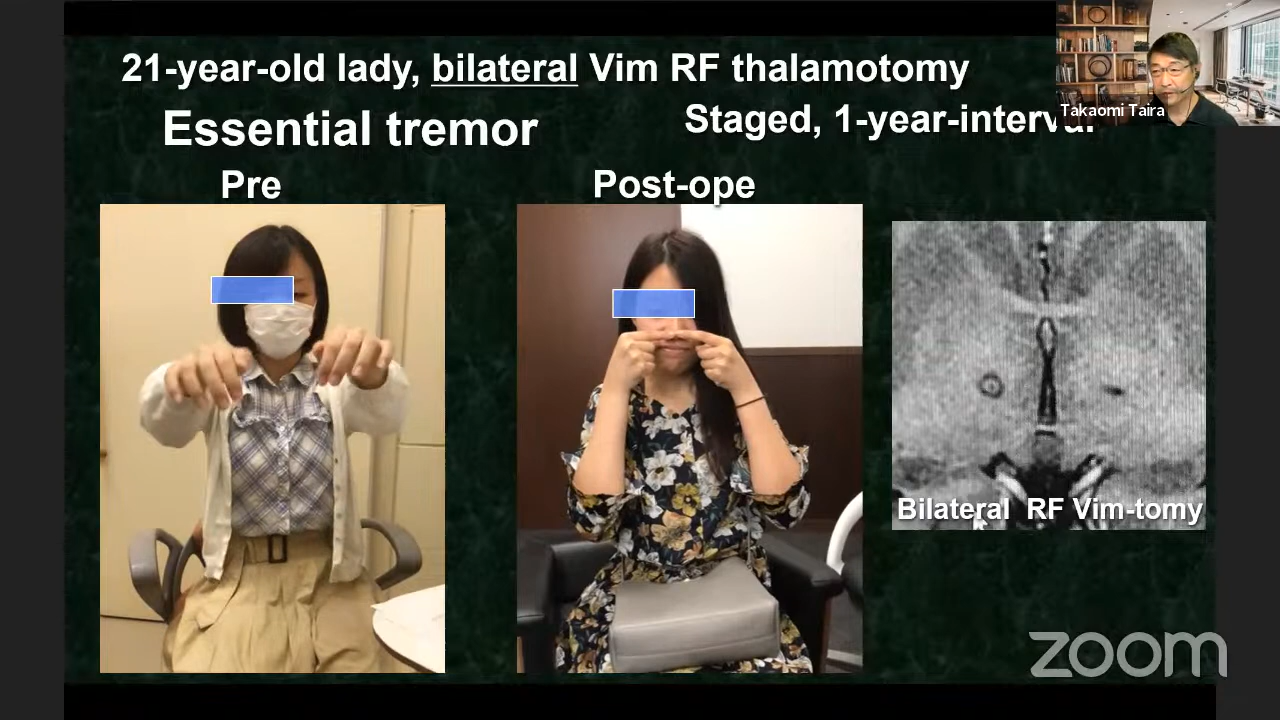 21-year-old lady, bilateral Vim RF thalamotomy
Essential tremor
Staged, 1-year-interval
Takaomi Taira
Pre
Post-ope
Bilateral RF Vim-tomy
zoom